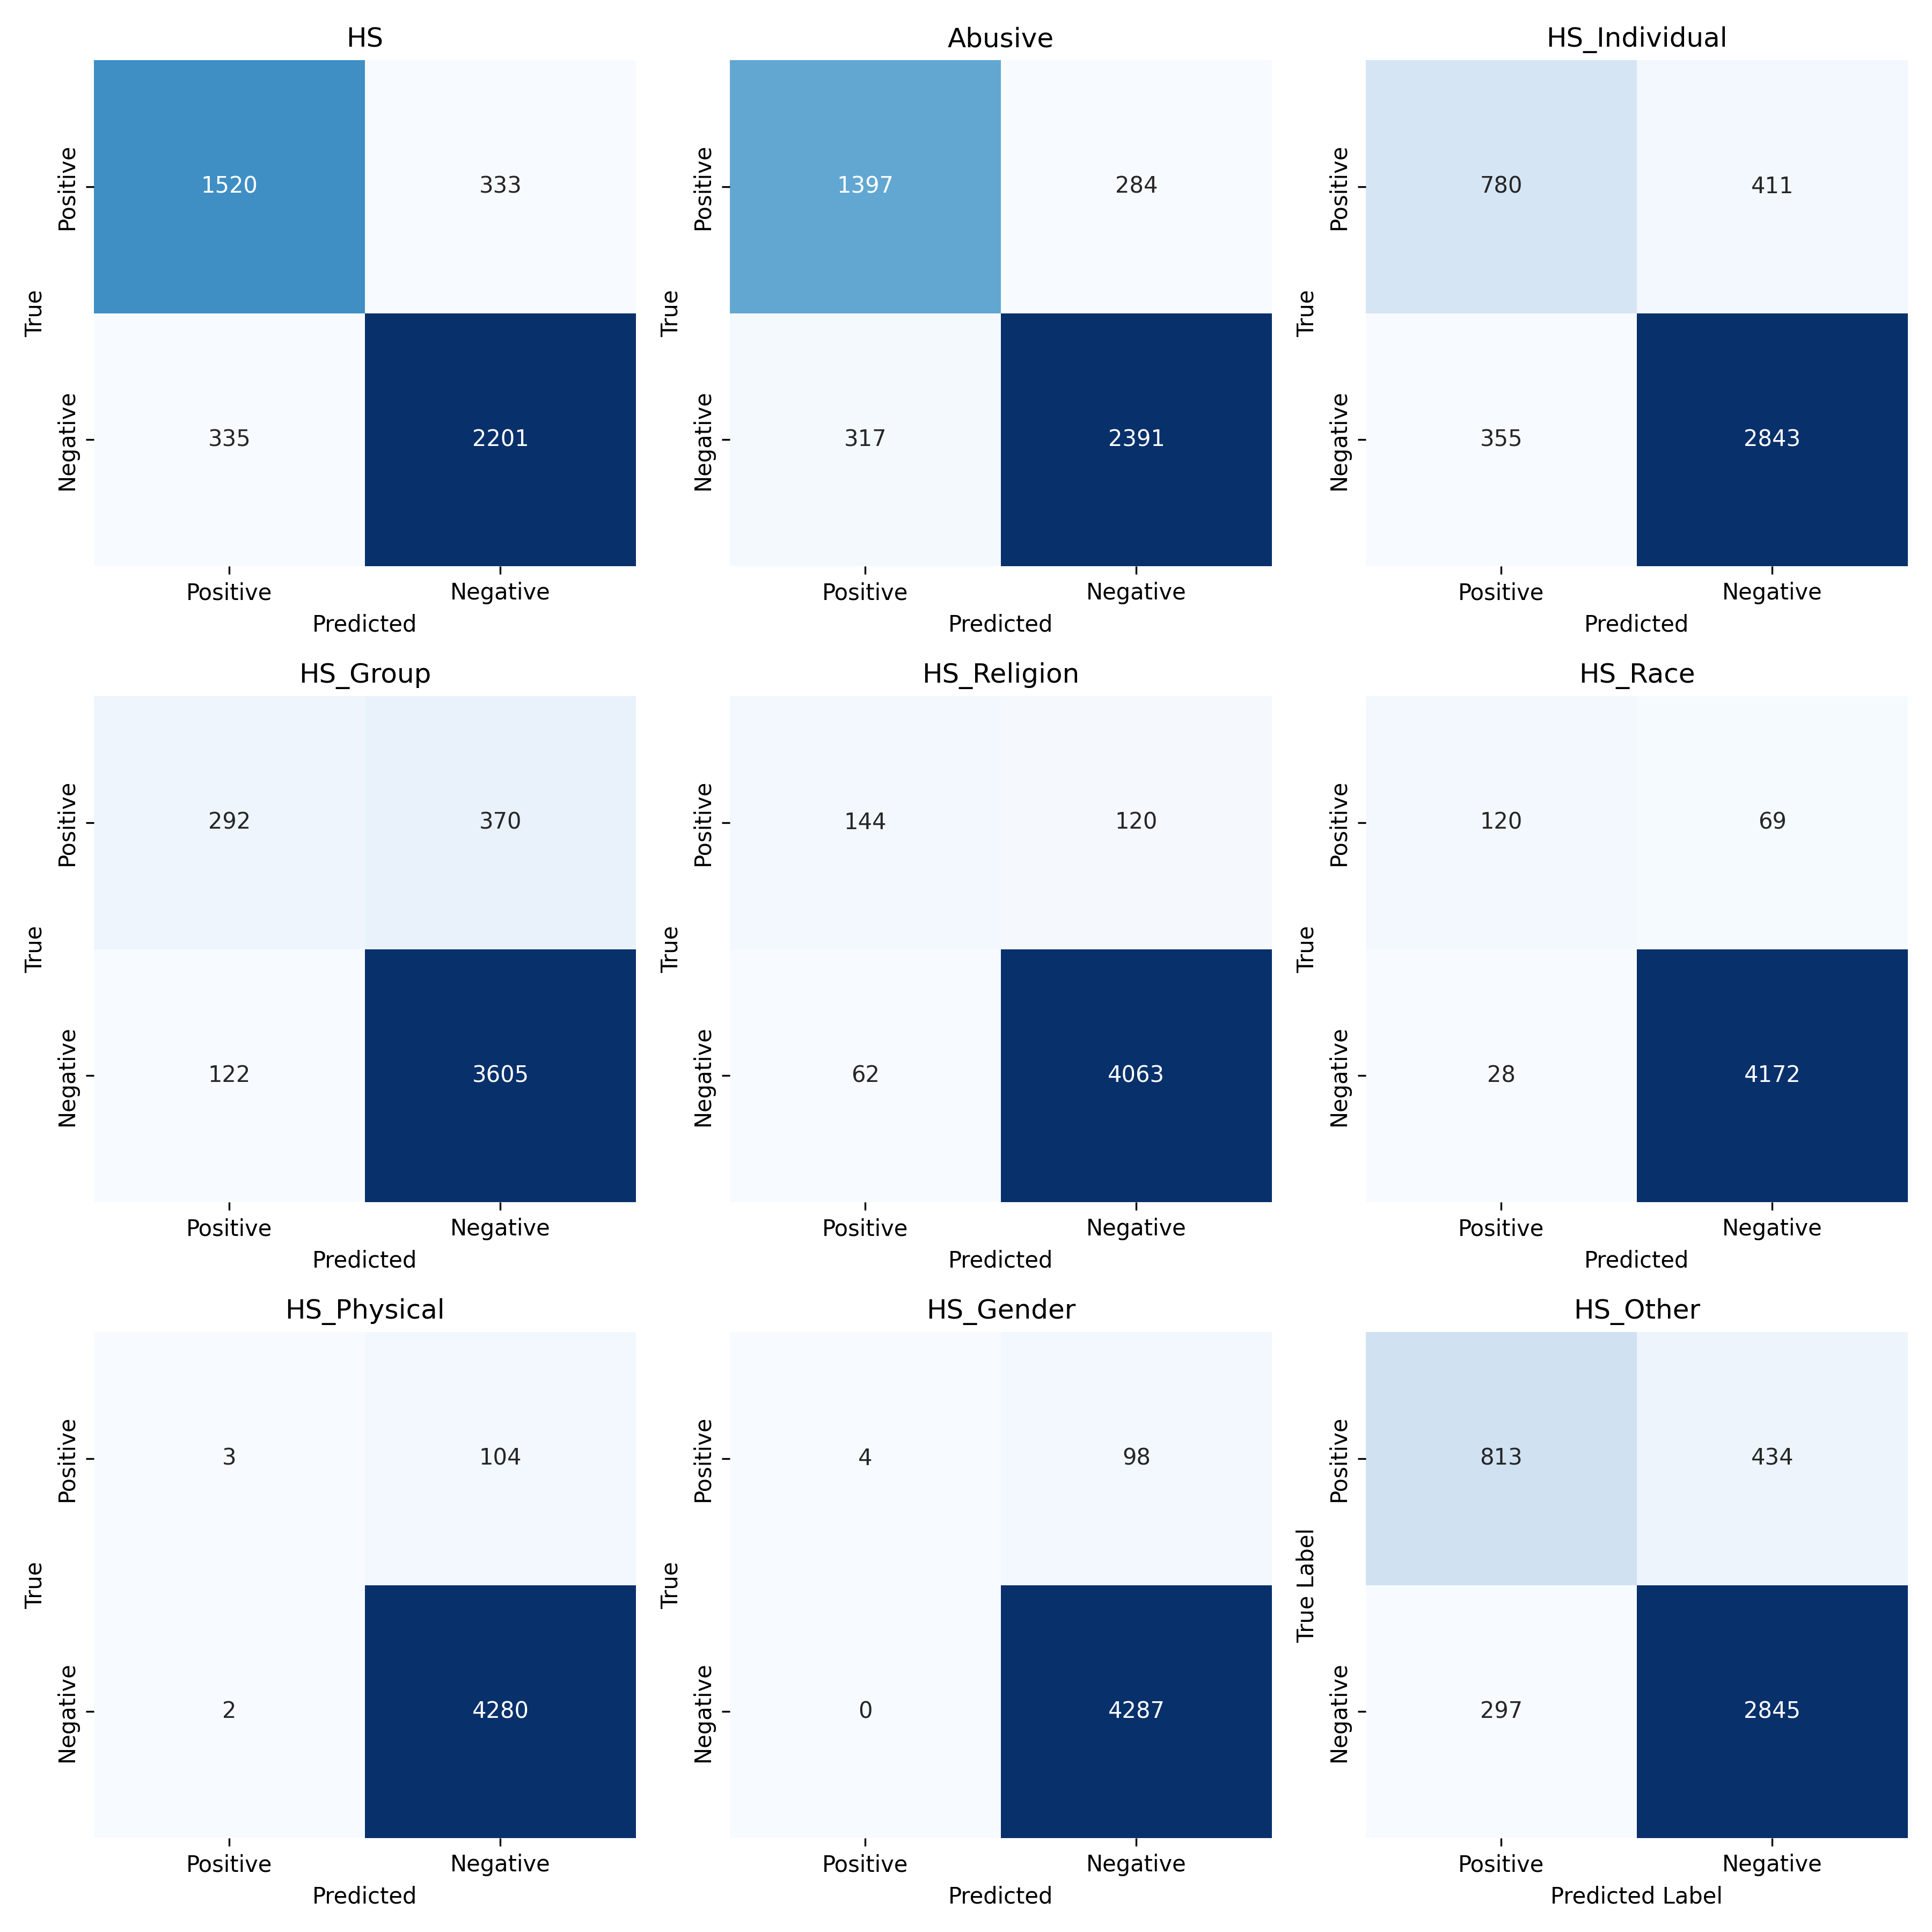 HS
Positive
1520
333
True
Negative
335
2201
Positive
Negative
Predicted
Abusive
Positive
1397
284
True
Negative
317
2391
Positive
Negative
Predicted
HS_Individual
Positive
780
411
True
Negative
355
2843
Positive
Negative
Predicted
HS_Group
Positive
292
370
True
Negative
122
3605
Positive
Negative
Predicted
HS_Religion
Positive
144
120
True
Negative
62
4063
Positive
Negative
Predicted
HS_Race
Positive
120
69
True
Negative
28
4172
Positive
Negative
Predicted
HS_Physical
Positive
3
104
True
Negative
2
4280
Positive
Negative
Predicted
HS_Gender
Positive
4
98
True
Negative
0
4287
Positive
Negative
Predicted
HS_Other
Positive
813
434
True Label
Negative
297
2845
Positive
Negative
Predicted Label